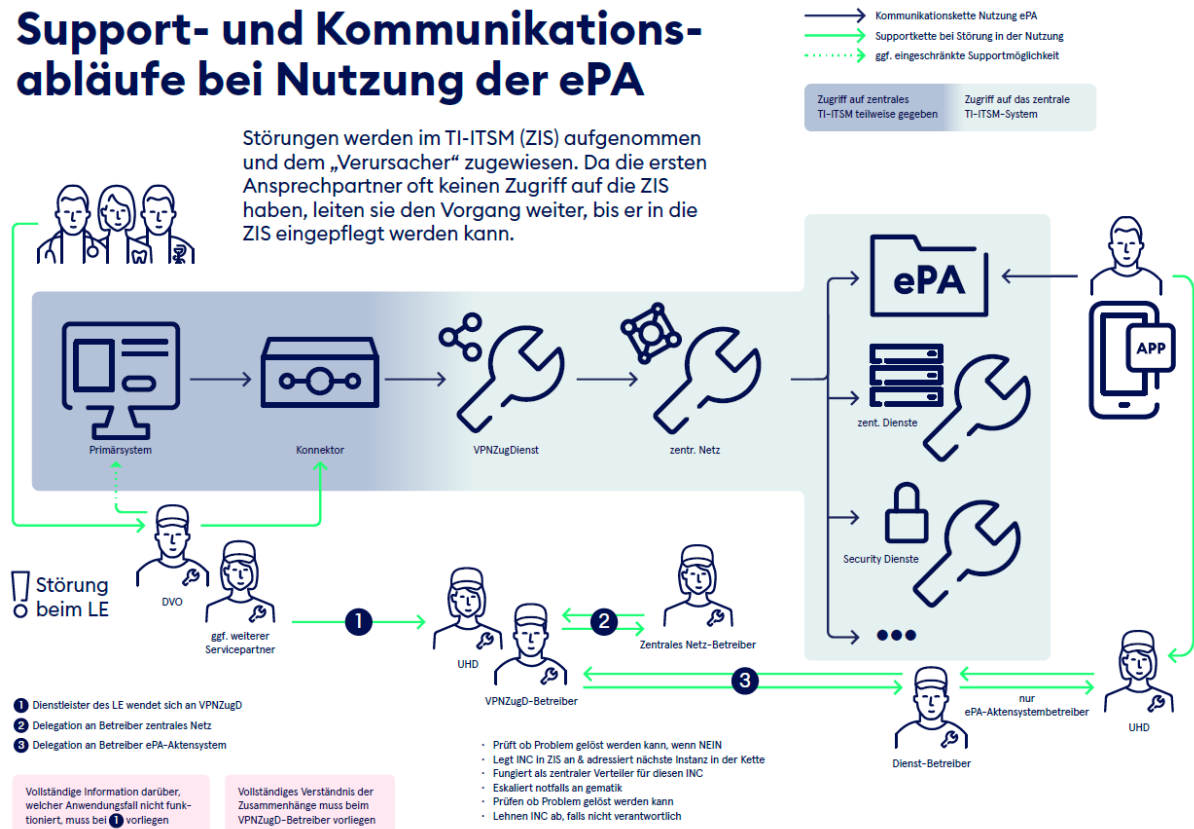 Support- und Kommunikations-
abläufe bei Nutzung der ePA
Kommunikationskette Nutzung ePA
Supportkette bei Störung in der Nutzung
ggf. eingeschränkte Supportmöglichkeit
Zugriff auf zentrales
TI-ITSM teilweise gegeben
Zugriff auf das zentrale
TI-ITSM-System
Störungen werden im TI-ITSM (ZIS) aufgenommen
und dem „Verursacher“ zugewiesen. Da die ersten
Ansprechpartner oft keinen Zugriff auf die ZIS
haben, leiten sie den Vorgang weiter, bis er in die
ZIS eingepflegt werden kann.
ePA
APP
Primärsystem
Konnektor
VPNZugDienst
zentr. Netz
zent. Dienste
Security Dienste
Störung
beim LE
DVO
ggf. weiterer
Servicepartner
1
UHD
VPNZugD-Betreiber
2
Zentrales Netz-Betreiber
3
nur
ePA-Aktensystembetreiber
Dienst-Betreiber
UHD
1 Dienstleister des LE wendet sich an VPNZugD
2 Delegation an Betreiber zentrales Netz
3 Delegation an Betreiber ePA-Aktensystem
Vollständige Information darüber,
welcher Anwendungsfall nicht funk-
tioniert, muss bei 1 vorliegen
Vollständiges Verständnis der
Zusammenhänge muss beim
VPNZugD-Betreiber vorliegen
· Prüft ob Problem gelöst werden kann, wenn NEIN
· Legt INC in ZIS an & adressiert nächste Instanz in der Kette
· Fungiert als zentraler Verteiler für diesen INC
· Eskaliert notfalls an gematik
· Prüfen ob Problem gelöst werden kann
· Lehnen INC ab, falls nicht verantwortlich